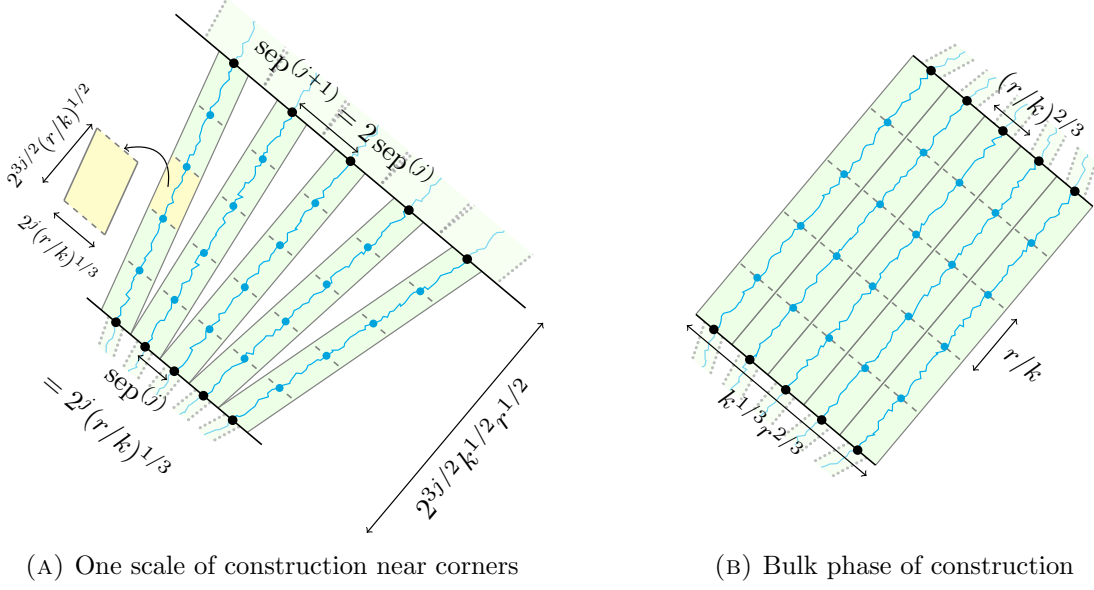 sep^(j+1) = 2 sep^(j)
2^{3j/2}(r/k)^{1/2}
2^j(r/k)^{1/3}
sep^(j)
= 2^j(r/k)^{1/3}
2^{3j/2}k^{1/2}r^{1/2}
(r/k)^{2/3}
r/k
k^{1/3}r^{2/3}
(A) One scale of construction near corners
(B) Bulk phase of construction